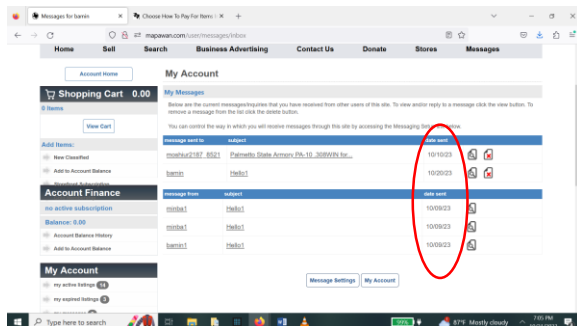 Messages for bamin
Choose How To Pay For Items |
mapawan.com/user/messages/inbox
Home Sell Search Business Advertising Contact Us Donate Stores Messages
Account Home
My Account
Shopping Cart 0.00
0 Items
View Cart
Add Items:
New Classified
Add to Account Balance
Account Finance
no active subscription
Balance: 0.00
Account Balance History
Add to Account Balance
My Account
my active listings 14
my expired listings 3
My Messages
Below are the current messages/inquiries that you have received from other users of this site. To view and/or reply to a message click the view button. To
remove a message from the list click the delete
button.
You can control the way in which you will receive messages through this site by accessing the Messaging below
message sent to subject date sent
moshiur2187 8521 Palmetto State Armory PA-10 .308WIN for... 10/10/23
bamin Hello1 10/20/23
message from subject date sent
minba1 Hello1 10/09/23
minba1 Hello1 10/09/23
bamin1 Hello1 10/09/23
Message Settings My Account
Type here to search
99%
87°F Mostly cloudy
7:05 PM